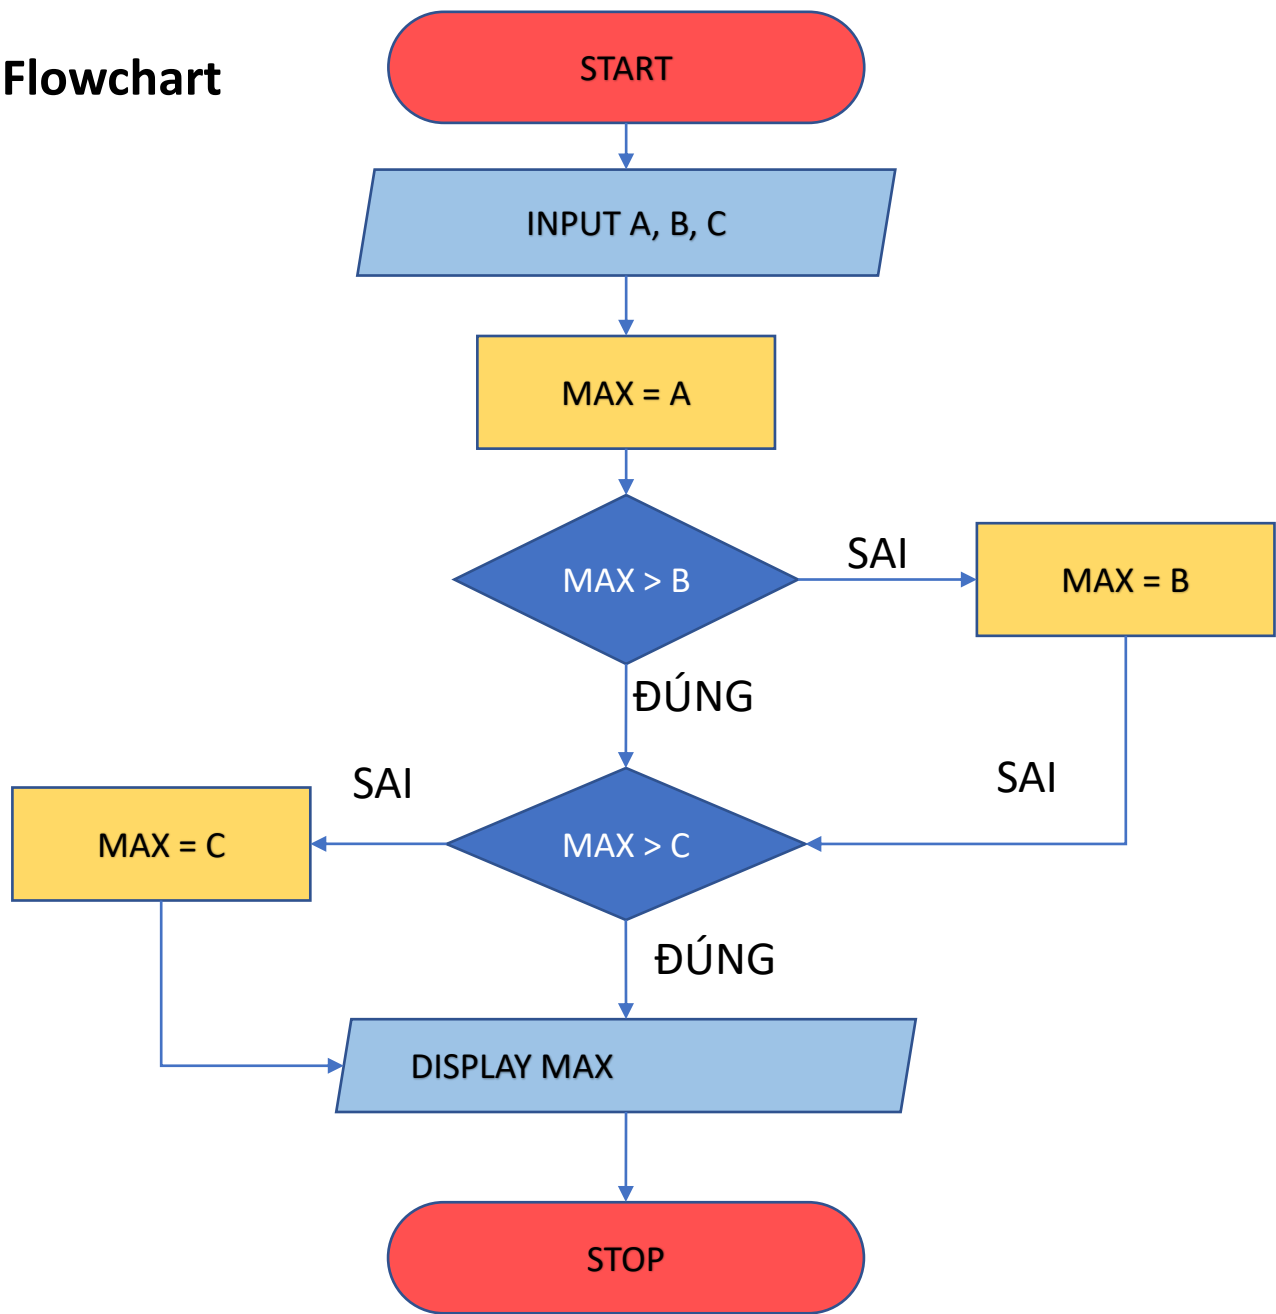 Flowchart
START
INPUT A, B, C
MAX = A
MAX > B
SAI
MAX = B
ĐÚNG
SAI
MAX = C
MAX > C
SAI
ĐÚNG
DISPLAY MAX
STOP